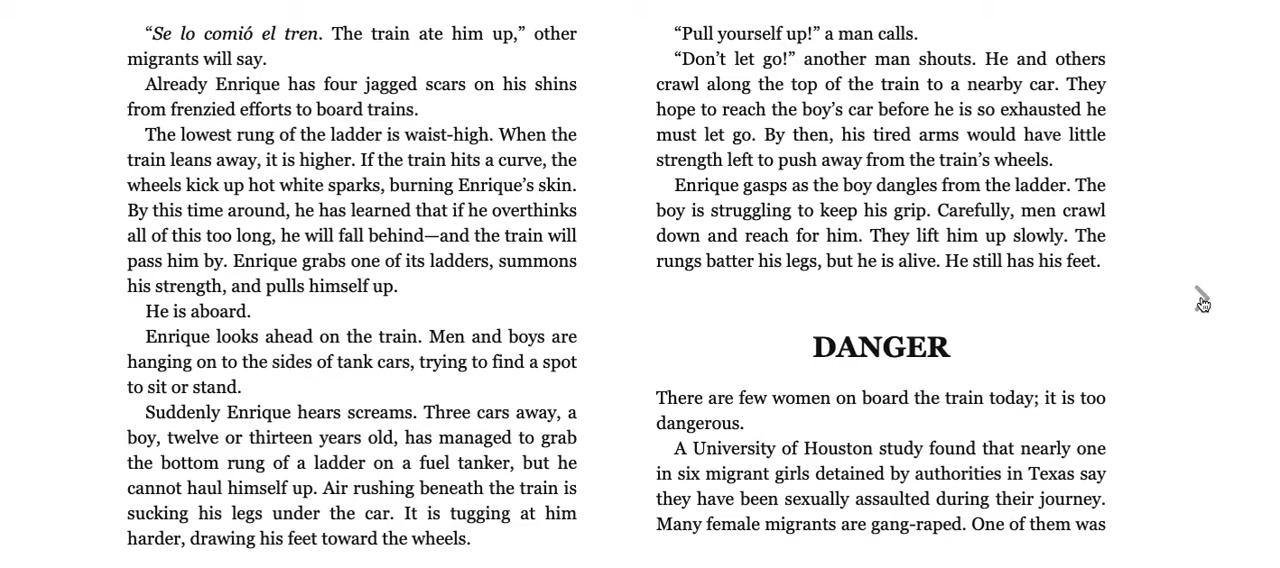 “Se lo comió el tren. The train ate him up,” other
migrants will say.
Already Enrique has four jagged scars on his shins
from frenzied efforts to board trains.
The lowest rung of the ladder is waist-high. When the
train leans away, it is higher. If the train hits a curve, the
wheels kick up hot white sparks, burning Enrique’s skin.
By this time around, he has learned that if he overthinks
all of this too long, he will fall behind—and the train will
pass him by. Enrique grabs one of its ladders, summons
his strength, and pulls himself up.
He is aboard.
Enrique looks ahead on the train. Men and boys are
hanging on to the sides of tank cars, trying to find a spot
to sit or stand.
Suddenly Enrique hears screams. Three cars away, a
boy, twelve or thirteen years old, has managed to grab
the bottom rung of a ladder on a fuel tanker, but he
cannot haul himself up. Air rushing beneath the train is
sucking his legs under the car. It is tugging at him
harder, drawing his feet toward the wheels.
“Pull yourself up!” a man calls.
“Don’t let go!” another man shouts. He and others
crawl along the top of the train to a nearby car. They
hope to reach the boy’s car before he is so exhausted he
must let go. By then, his tired arms would have little
strength left to push away from the train’s wheels.
Enrique gasps as the boy dangles from the ladder. The
boy is struggling to keep his grip. Carefully, men crawl
down and reach for him. They lift him up slowly. The
rungs batter his legs, but he is alive. He still has his feet.
DANGER
There are few women on board the train today; it is too
dangerous.
A University of Houston study found that nearly one
in six migrant girls detained by authorities in Texas say
they have been sexually assaulted during their journey.
Many female migrants are gang-raped. One of them was